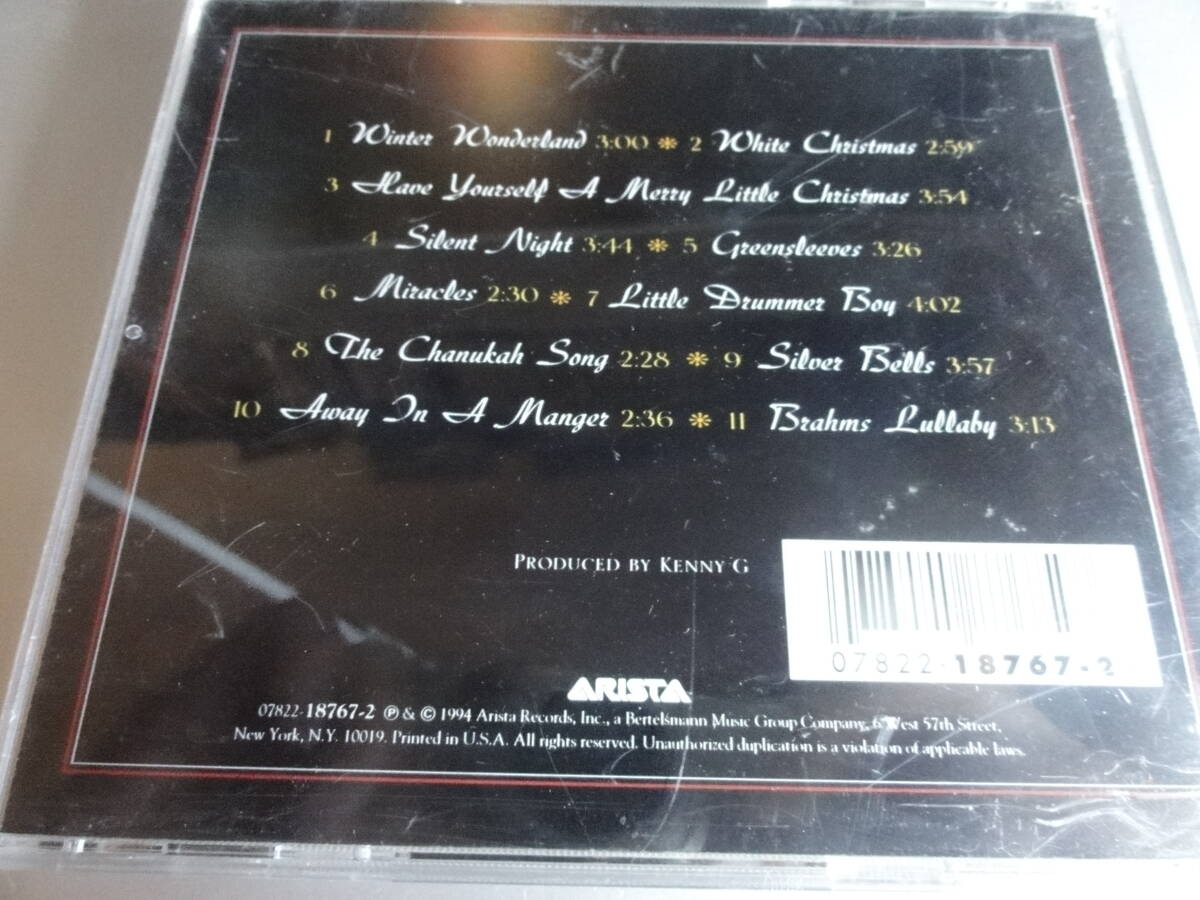 1 Winter Wonderland 3:00 * 2 White Christmas 2:59
3 Have Yourself A Merry Little Christmas 3:54
4 Silent Night 3:44 * 5 Greensleeves 3:26
6 Miracles 2:30 * 7 Little Drummer Boy 4:02
8 The Chanukah Song 2:28 * 9 Silver Bells 3:57
10 Away In A Manger 2:36 * 11 Brahms Lullaby 3:13
PRODUCED BY KENNY G
07822-18767-2
ARISTA
07822-18767-2 ℗ & © 1994 Arista Records, Inc., a Bertelsmann Music Group Company, 6 West 57th Street,
New York, N.Y. 10019. Printed in U.S.A. All rights reserved. Unauthorized duplication is a violation of applicable laws.